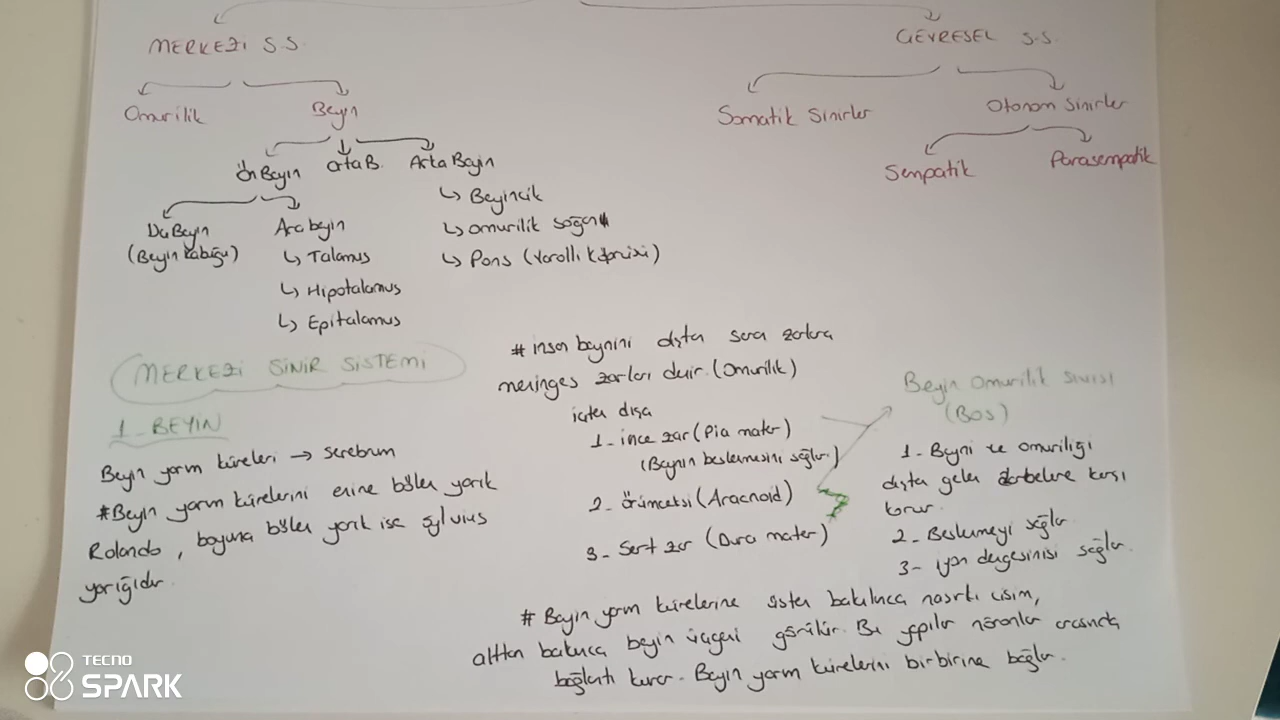 MERKEZİ S.S.
ÇEVRESEL S.S.
Omurilik
Beyin
Somatik Sinirler
Otonom Sinirler
Ön Beyin
Orta B.
Arka Beyin
Sempatik
Parasempatik
↳ Beyincik
Uç Beyin
(Beyin kabuğu)
Ara beyin
↳ omurilik soğanı
↳ Talamus
↳ Pons (Varolli köprüsü)
↳ Hipotalamus
↳ Epitalamus
MERKEZİ SİNİR SİSTEMİ
1_BEYİN
Beyin yarım küreleri → serebrum
*Beyin yarım kürelerini enine bölen yarık
Rolando, boyuna bölen yarık ise sylvius
yarığıdır.
# insan beynini dıştan saran zarlara
meninges zarları denir. (Omurilik)
içten dışa
1- ince zar (Pia mater)
(Beynin beslenmesini sağlar)
2- Örümceksi (Aracnoid)
3- Sert zar (Dura mater)
Beyin Omurilik sıvısı
(BOS)
1- Beyni ve omuriliği
dıştan gelen darbelere karşı
korur.
2- Beslenmeyi sağlar
3- iyon dengesinisi sağlar.
# Beyin yarım kürelerine üstten bakılınca nasırlı cisim,
alttan bakılınca beyin üçgeni görülür. Bu yapılar nöronlar arasında
bağlantı kurar. Beyin yarım kürelerini birbirine bağlar.
TECNO
SPARK